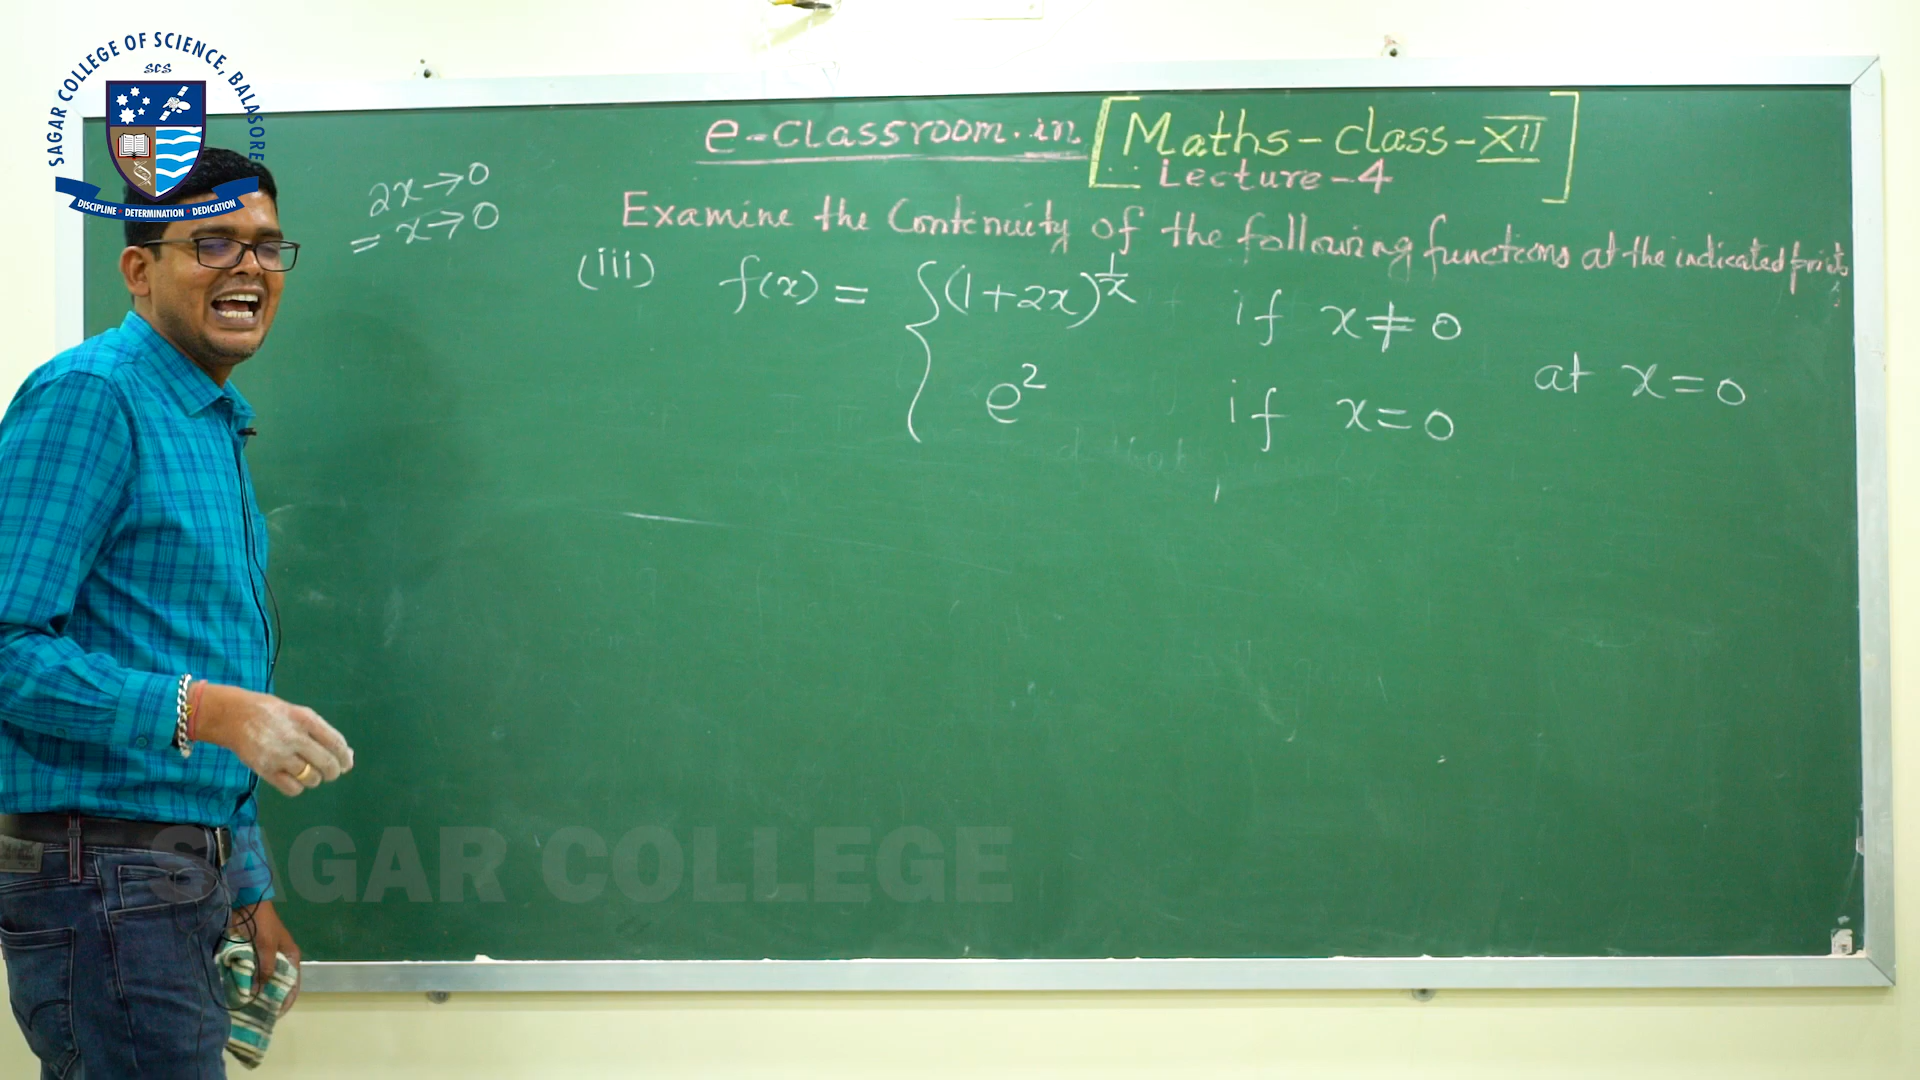 SAGAR COLLEGE OF SCIENCE, BALASORE
SCS
DISCIPLINE • DETERMINATION • DEDICATION
e-classroom.in [Maths-class-XII
Lecture-4]
2x→0
= x→0
Examine the Continuity of the following functions at the indicated points
(iii) f(x) = { (1+2x)^{1/x} if x≠0
e² if x=0
at x=0
SAGAR COLLEGE